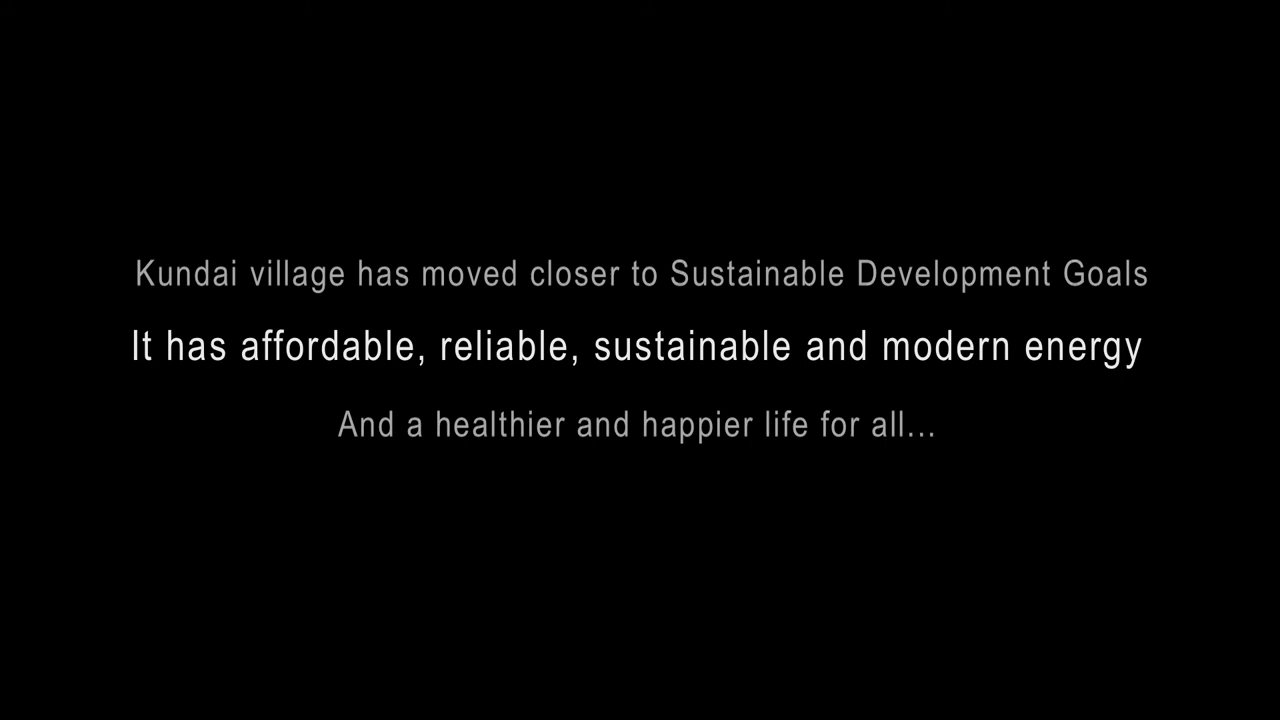 Kundai village has moved closer to Sustainable Development Goals
It has affordable, reliable, sustainable and modern energy
And a healthier and happier life for all...